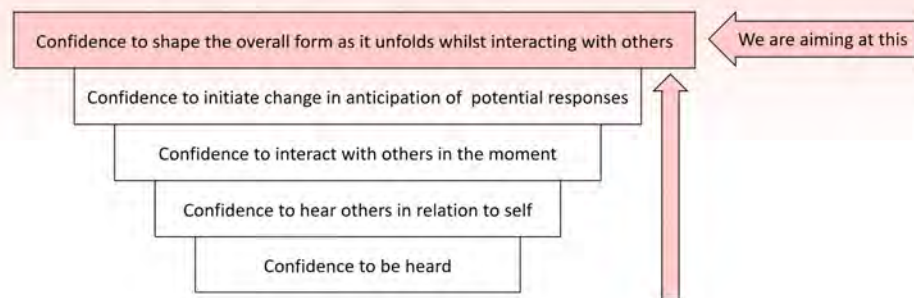 Confidence to shape the overall form as it unfolds whilst interacting with others
We are aiming at this
Confidence to initiate change in anticipation of potential responses
Confidence to interact with others in the moment
Confidence to hear others in relation to self
Confidence to be heard